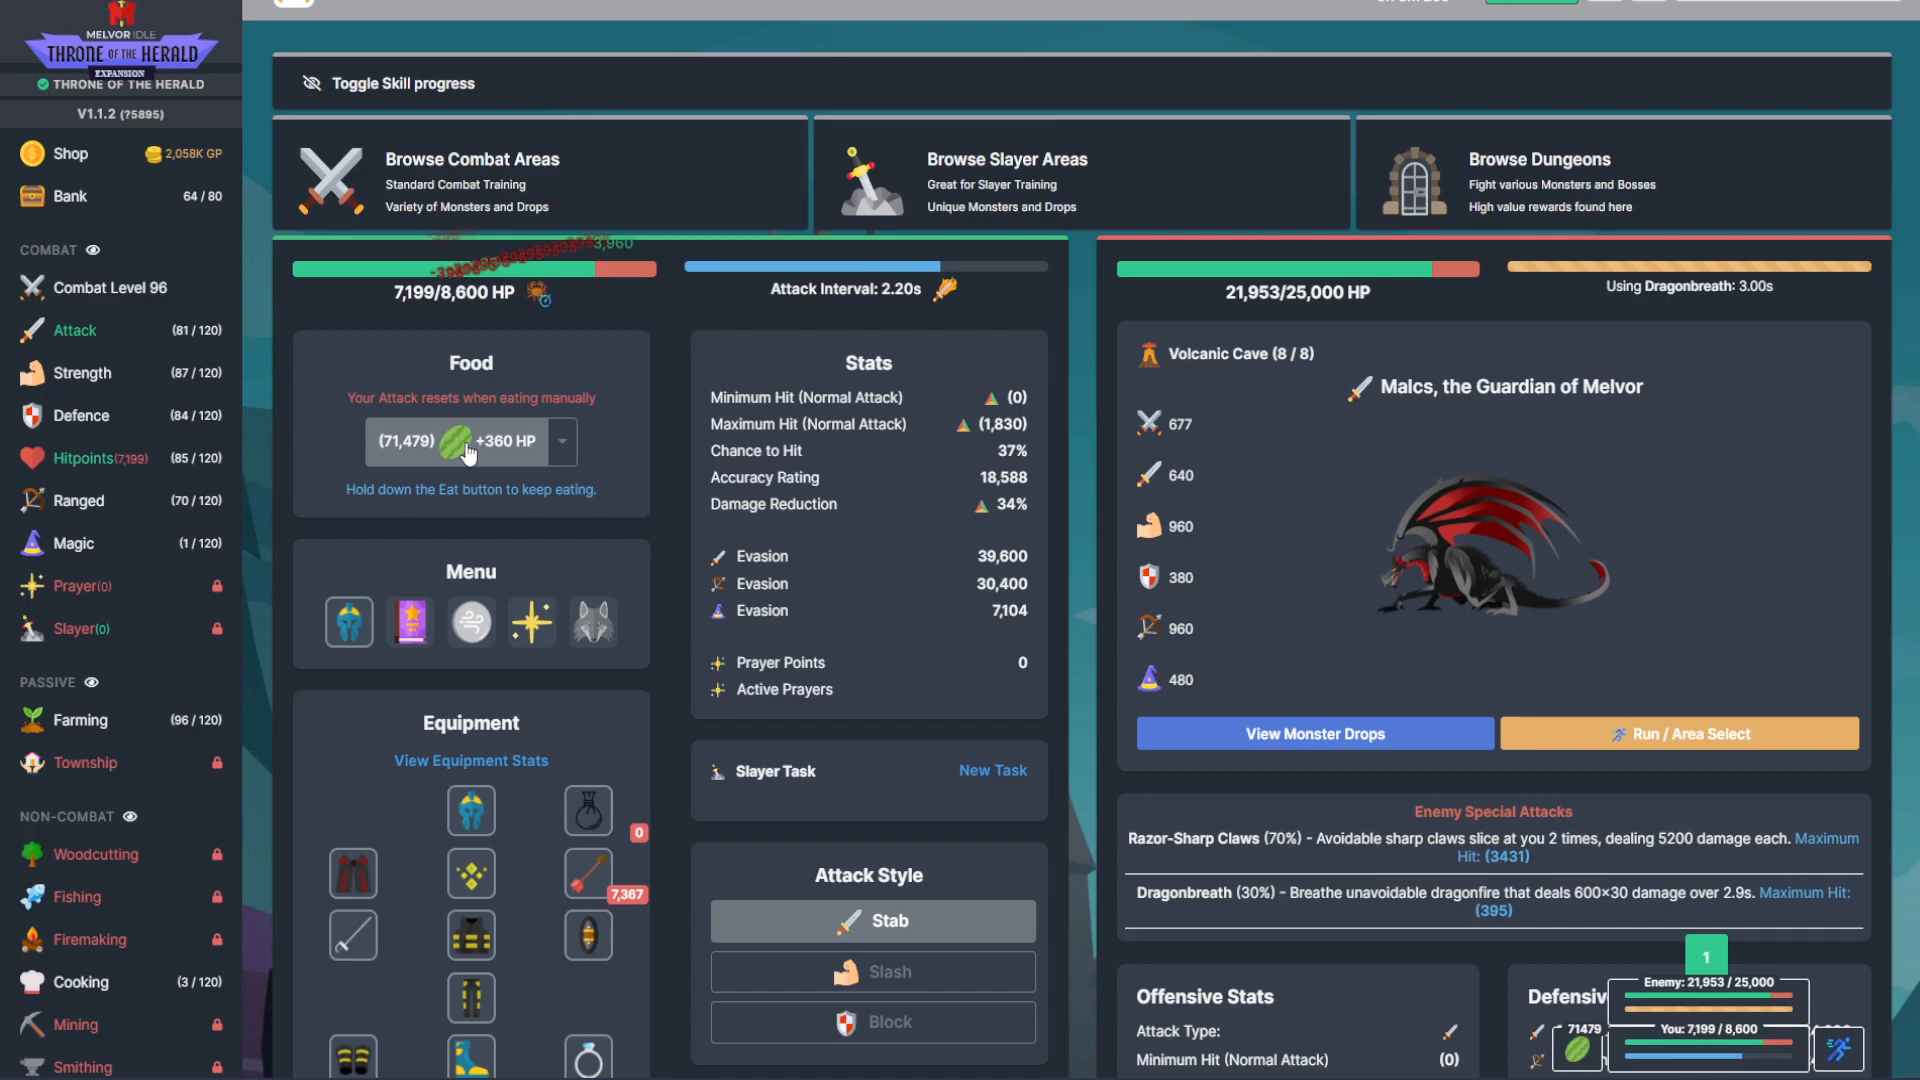 MELVOR IDLE
THRONE OF THE HERALD
EXPANSION
THRONE OF THE HERALD
V1.1.2 (?5895)
Shop
2,058K GP
Bank
64 / 80
COMBAT
Combat Level 96
Attack
(81 / 120)
Strength
(87 / 120)
Defence
(84 / 120)
Hitpoints(7,199)
(85 / 120)
Ranged
(70 / 120)
Magic
(1 / 120)
Prayer(0)
Slayer(0)
PASSIVE
Farming
(96 / 120)
Township
NON-COMBAT
Woodcutting
Fishing
Firemaking
Cooking
(3 / 120)
Mining
Smithing
Toggle Skill progress
Browse Combat Areas
Standard Combat Training
Variety of Monsters and Drops
Browse Slayer Areas
Great for Slayer Training
Unique Monsters and Drops
Browse Dungeons
Fight various Monsters and Bosses
High value rewards found here
3,960
7,199/8,600 HP
Attack Interval: 2.20s
Food
Your Attack resets when eating manually
(71,479)
+360 HP
Hold down the Eat button to keep eating.
Menu
Equipment
View Equipment Stats
0
7,367
Stats
Minimum Hit (Normal Attack)
(0)
Maximum Hit (Normal Attack)
(1,830)
Chance to Hit
37%
Accuracy Rating
18,588
Damage Reduction
34%
Evasion
39,600
Evasion
30,400
Evasion
7,104
Prayer Points
0
Active Prayers
Slayer Task
New Task
Attack Style
Stab
Slash
Block
21,953/25,000 HP
Using Dragonbreath: 3.00s
Volcanic Cave (8 / 8)
Malcs, the Guardian of Melvor
677
640
960
380
960
480
View Monster Drops
Run / Area Select
Enemy Special Attacks
Razor-Sharp Claws (70%) - Avoidable sharp claws slice at you 2 times, dealing 5200 damage each. Maximum
Hit: (3431)
Dragonbreath (30%) - Breathe unavoidable dragonfire that deals 600×30 damage over 2.9s. Maximum Hit:
(395)
Offensive Stats
Attack Type:
Minimum Hit (Normal Attack)
(0)
Defensiv
1
Enemy: 21,953 / 25,000
71479
You: 7,199 / 8,600